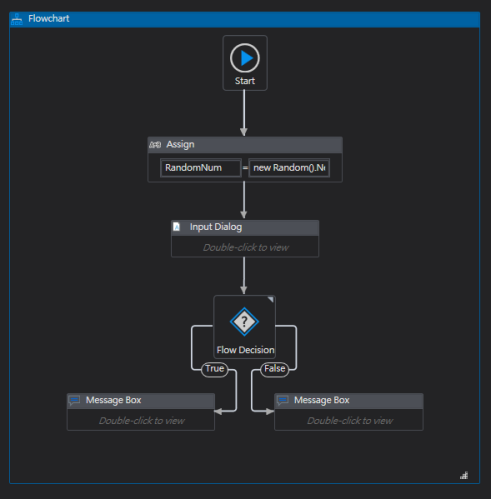 Flowchart
Start
Assign
RandomNum = new Random().Ne
Input Dialog
Double-click to view
Flow Decision
True False
Message Box Message Box
Double-click to view Double-click to view